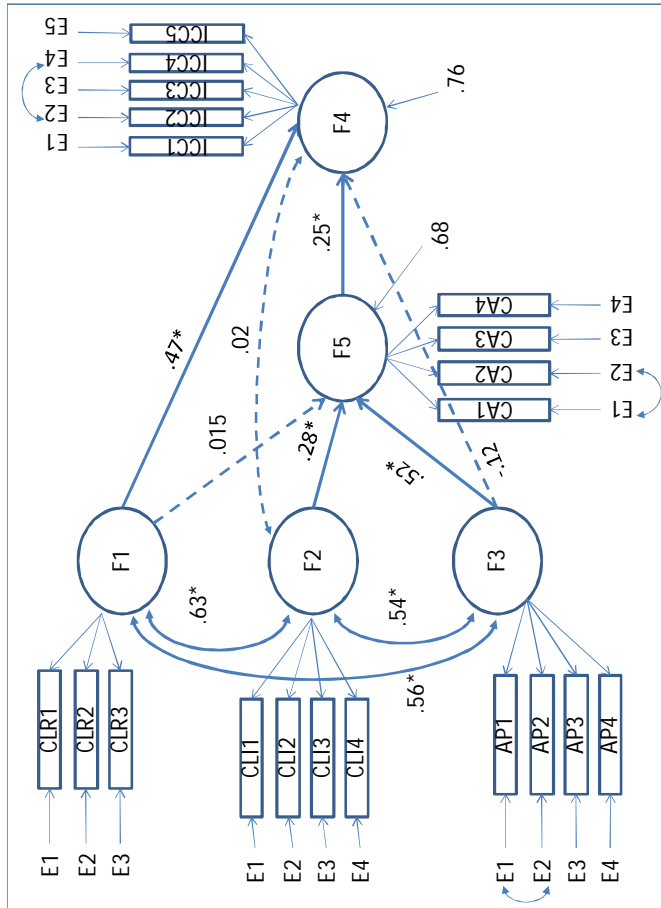 E1
E2
E3
E4
E5
ICC1
ICC2
ICC3
ICC4
ICC5
F4
.76
.47*
.02
.25*
.015
F5
.68
.28*
.52*
-.12
CA1
CA2
CA3
CA4
E1
E2
E3
E4
F1
F2
F3
.63*
.54*
.56*
CLR1
CLR2
CLR3
E1
E2
E3
CLI1
CLI2
CLI3
CLI4
E1
E2
E3
E4
AP1
AP2
AP3
AP4
E1
E2
E3
E4